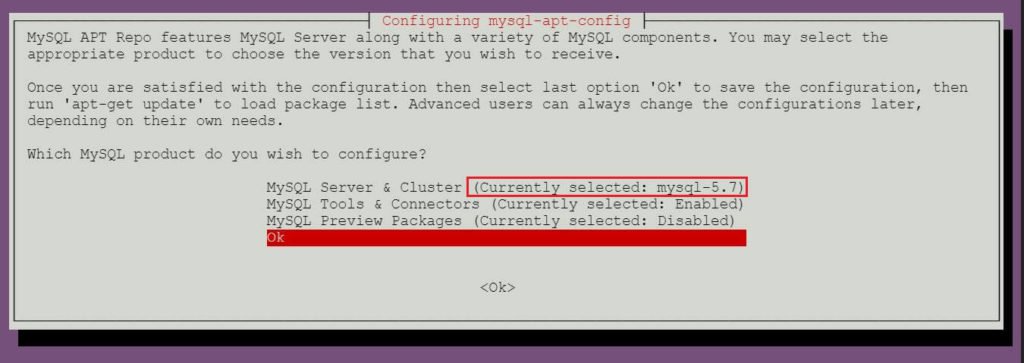 Configuring mysql-apt-config
MySQL APT Repo features MySQL Server along with a variety of MySQL components. You may select the
appropriate product to choose the version that you wish to receive.
Once you are satisfied with the configuration then select last option 'Ok' to save the configuration, then
run 'apt-get update' to load package list. Advanced users can always change the configurations later,
depending on their own needs.
Which MySQL product do you wish to configure?
MySQL Server & Cluster (Currently selected: mysql-5.7)
MySQL Tools & Connectors (Currently selected: Enabled)
MySQL Preview Packages (Currently selected: Disabled)
Ok
<Ok>